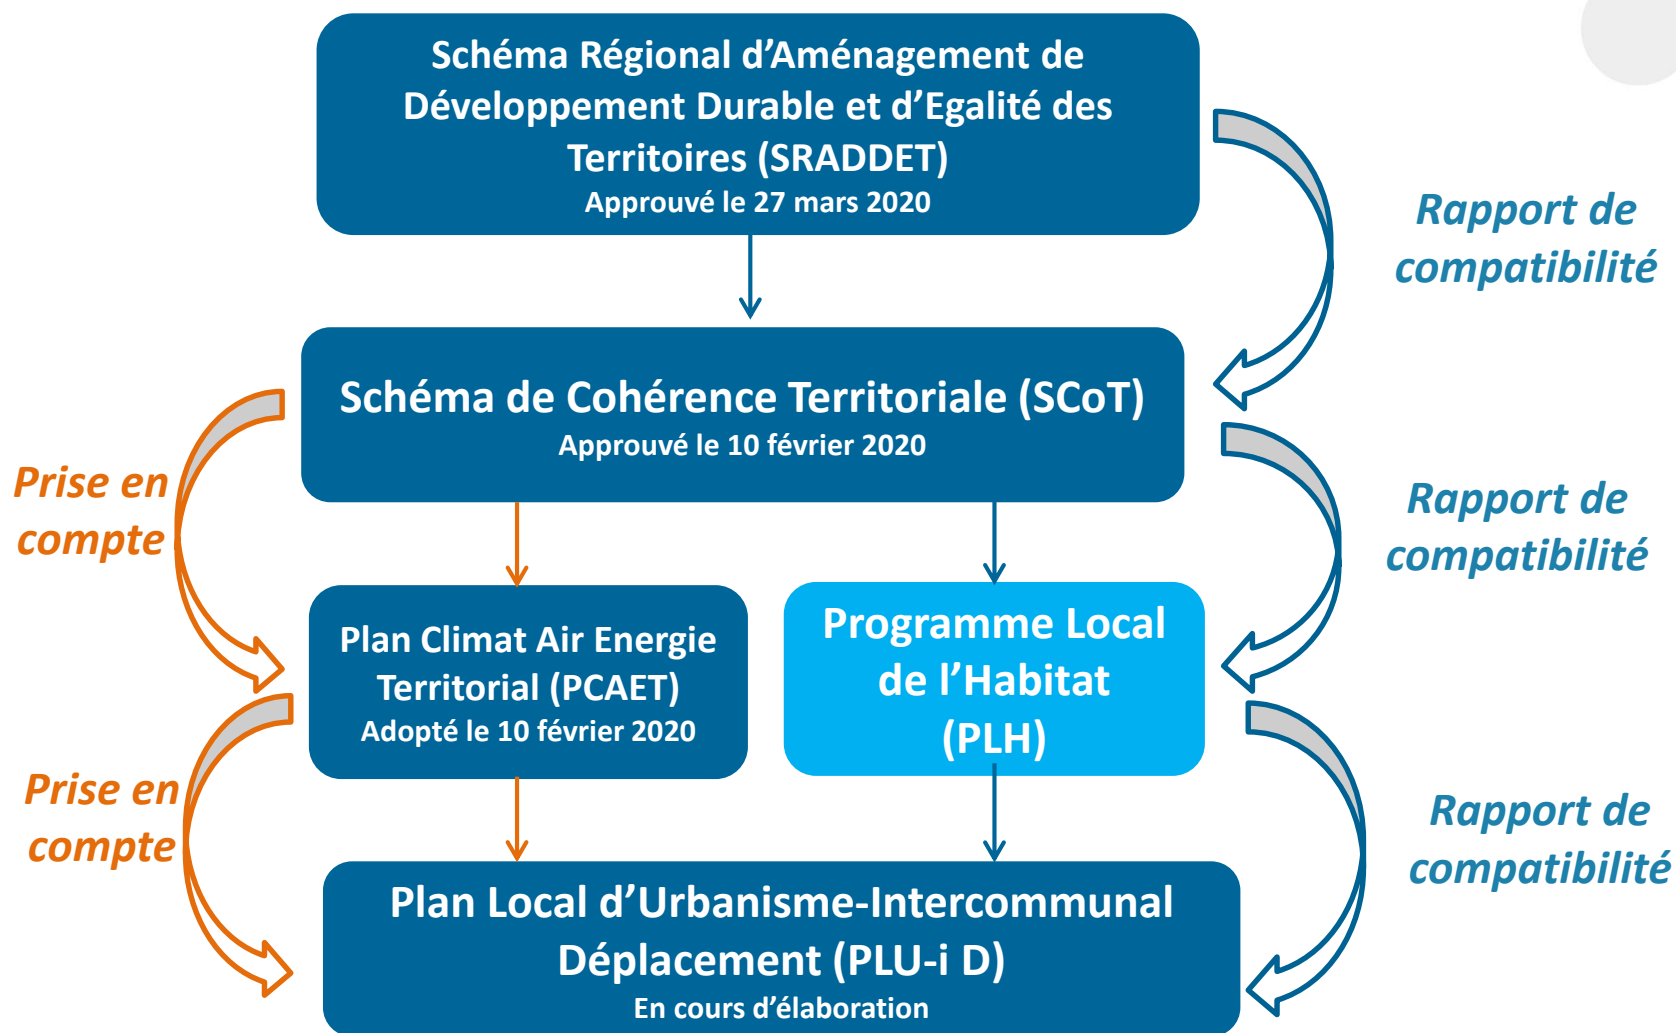 Schéma Régional d’Aménagement de
Développement Durable et d’Egalité des
Territoires (SRADDET)
Approuvé le 27 mars 2020
Rapport de
compatibilité
Schéma de Cohérence Territoriale (SCoT)
Approuvé le 10 février 2020
Prise en
compte
Rapport de
compatibilité
Plan Climat Air Energie
Territorial (PCAET)
Adopté le 10 février 2020
Programme Local
de l’Habitat
(PLH)
Prise en
compte
Rapport de
compatibilité
Plan Local d’Urbanisme-Intercommunal
Déplacement (PLU-i D)
En cours d’élaboration